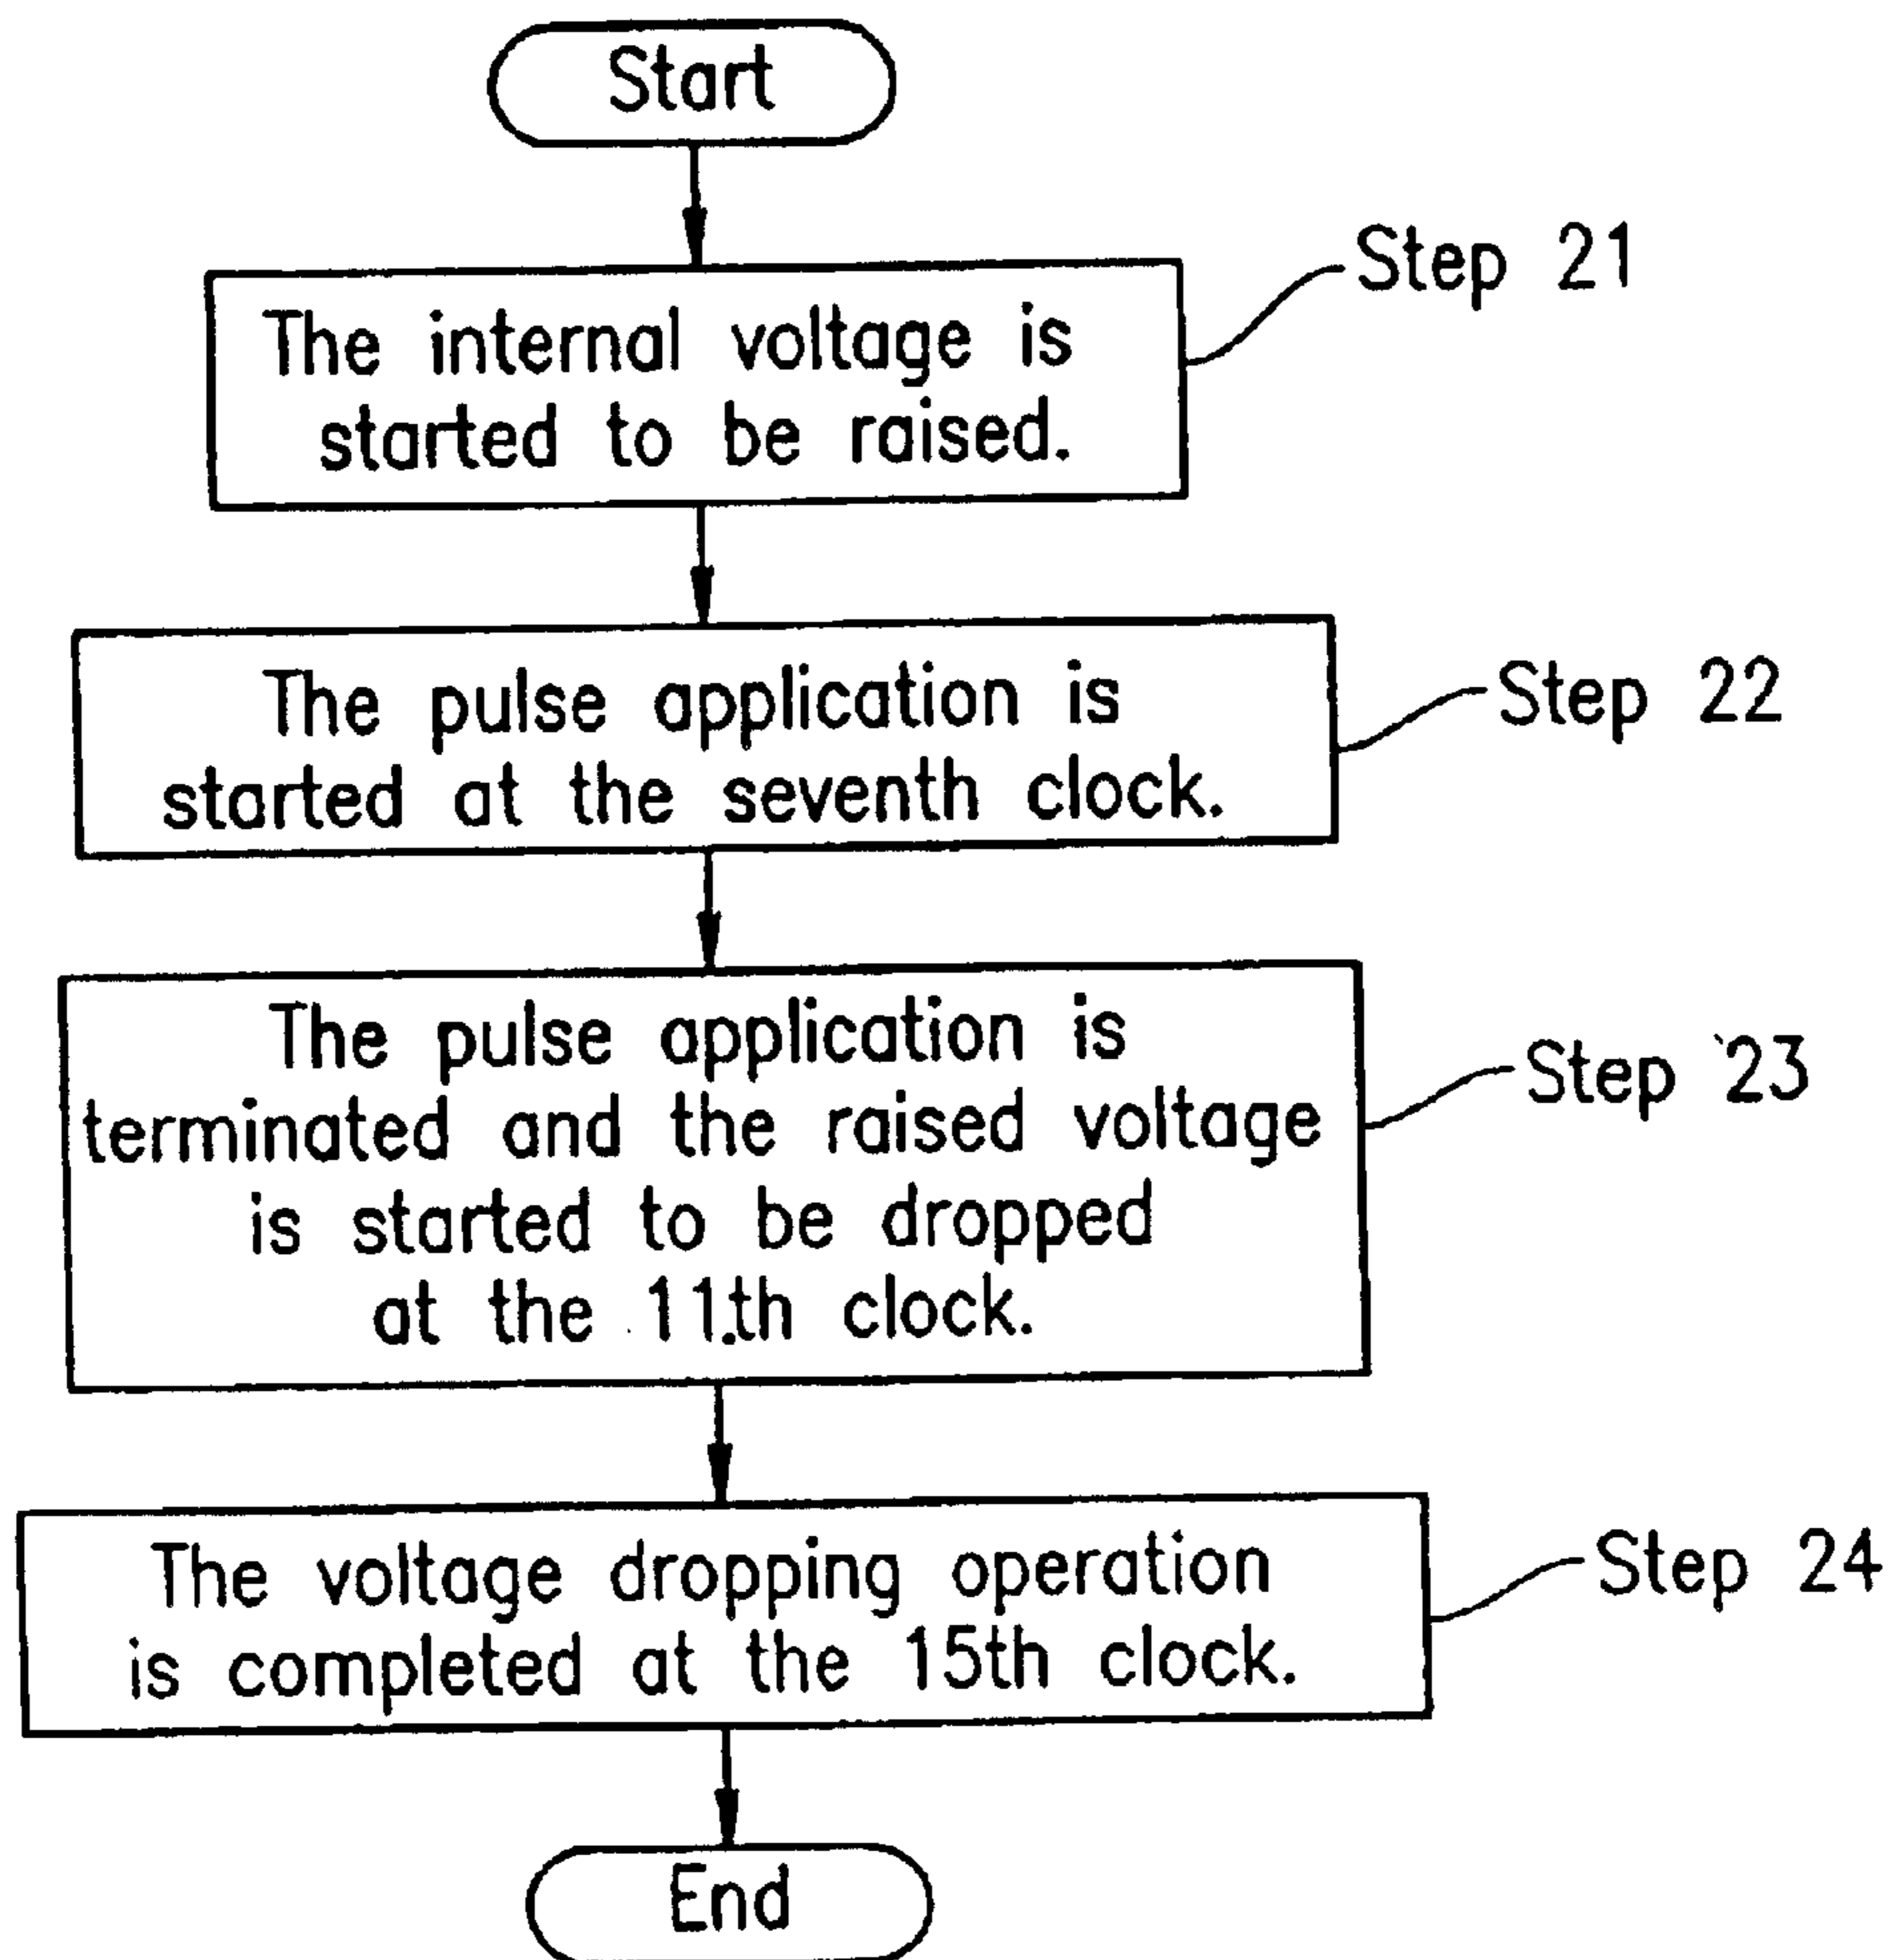 Start
Step 21
The internal voltage is
started to be raised.
Step 22
The pulse application is
started at the seventh clock.
Step 23
The pulse application is
terminated and the raised voltage
is started to be dropped
at the 11.th clock.
Step 24
The voltage dropping operation
is completed at the 15th clock.
End